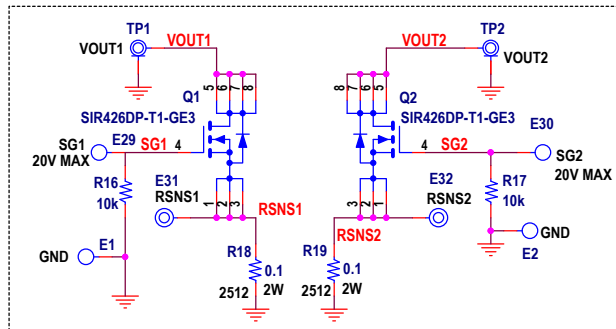 TP1
VOUT1
VOUT1
VOUT2
TP2
VOUT2
5
6
7
8
Q1
SIR426DP-T1-GE3
8
7
6
5
Q2
SIR426DP-T1-GE3
SG1
20V MAX
E29
SG1
4
4
SG2
E30
SG2
20V MAX
R16
10k
E31
RSNS1
1
2
3
RSNS1
3
2
1
RSNS2
E32
RSNS2
R17
10k
GND
E1
GND
E2
R18
0.1
2512
2W
R19
0.1
2512
2W